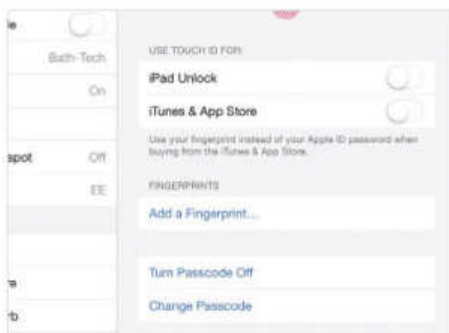 Bath-Tech
On
spot Off
EE
rb
USE TOUCH ID FOR:
iPad Unlock
iTunes & App Store
Use your fingerprint instead of your Apple ID password when
buying from the iTunes & App Store.
FINGERPRINTS
Add a Fingerprint...
Turn Passcode Off
Change Passcode